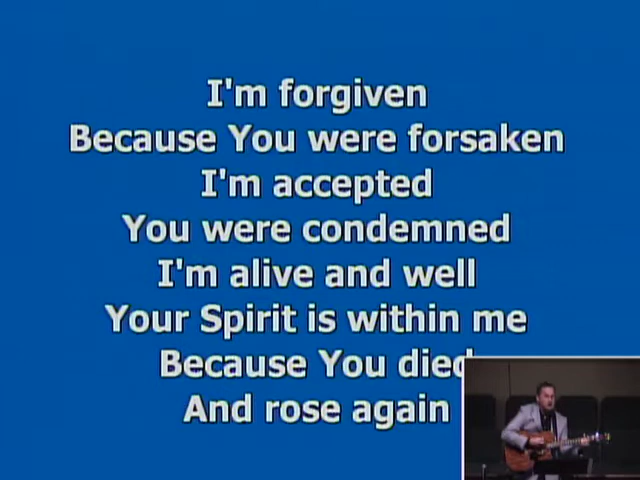 I'm forgiven
Because You were forsaken
I'm accepted
You were condemned
I'm alive and well
Your Spirit is within me
Because You died
And rose again